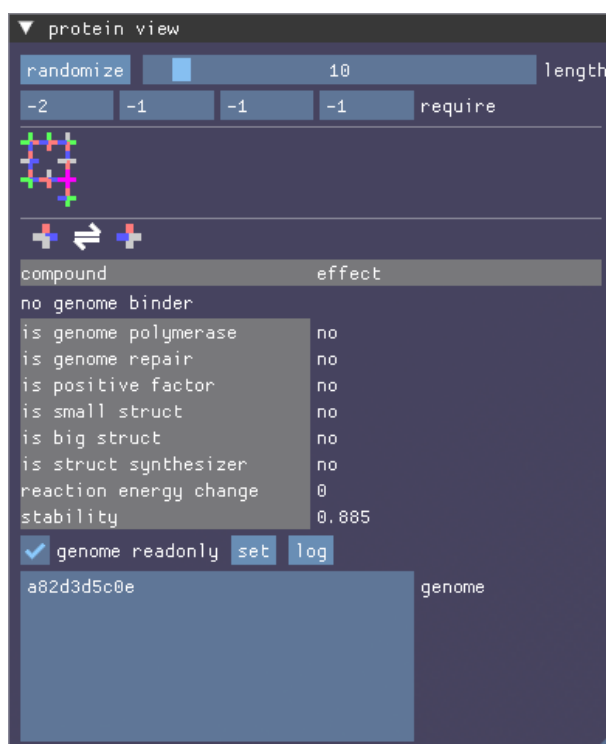 protein view
randomize 10 length
-2 -1 -1 -1 require
compound effect
no genome binder
is genome polymerase no
is genome repair no
is positive factor no
is small struct no
is big struct no
is struct synthesizer no
reaction energy change 0
stability 0.885
genome readonly set log
a82d3d5c0e genome